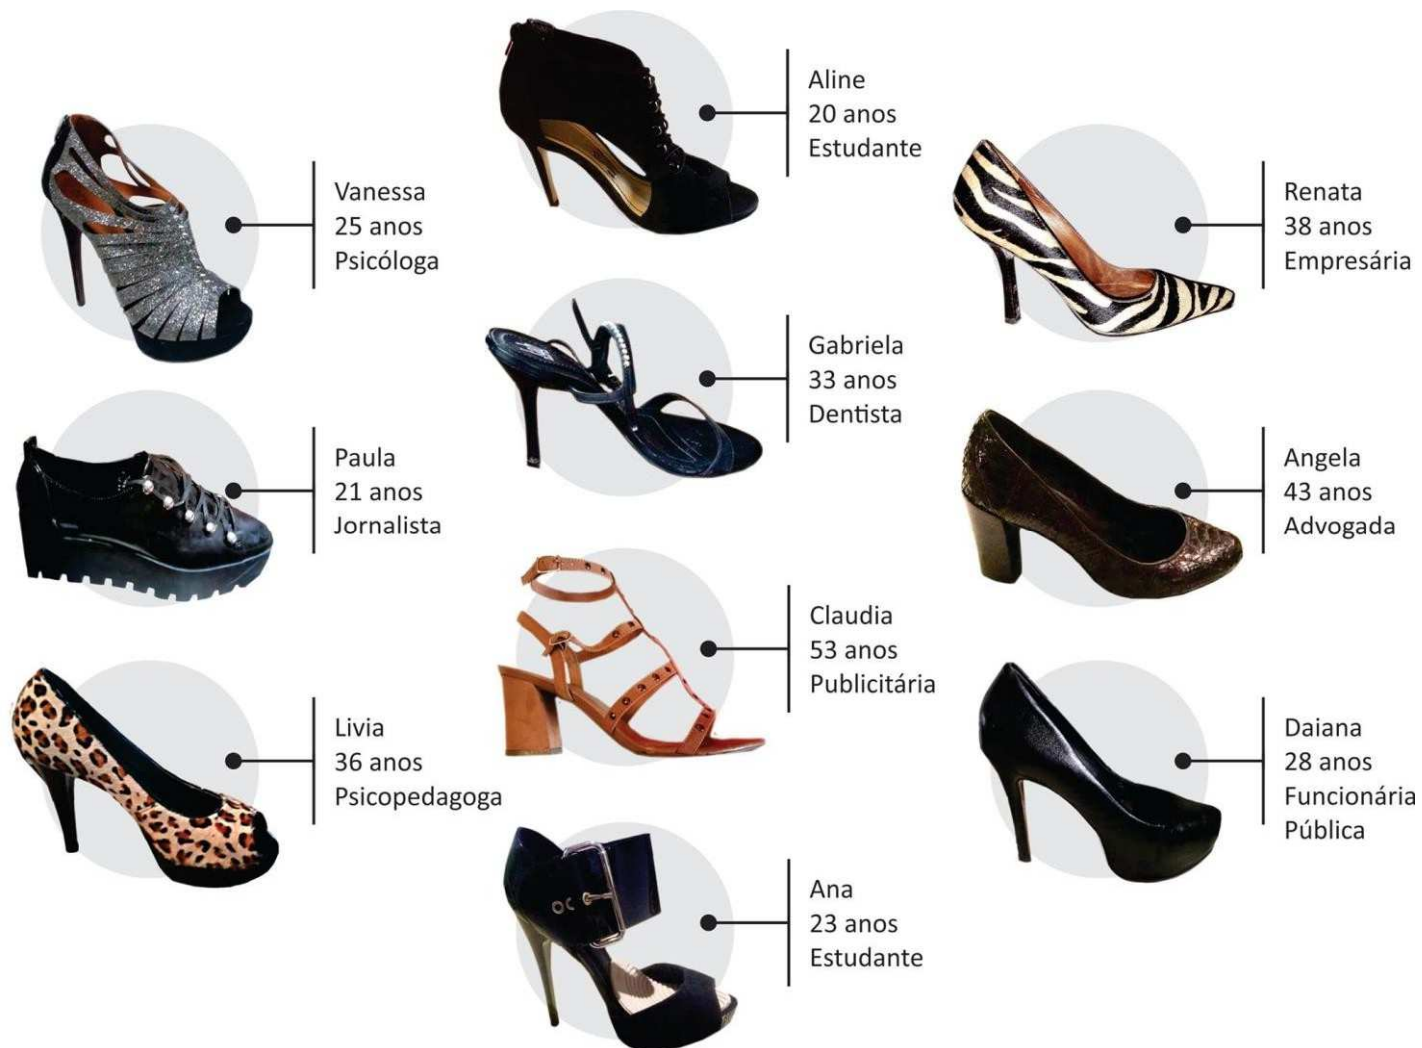 Vanessa
25 anos
Psicóloga
Paula
21 anos
Jornalista
Livia
36 anos
Psicopedagoga
Aline
20 anos
Estudante
Gabriela
33 anos
Dentista
Claudia
53 anos
Publicitária
Ana
23 anos
Estudante
Renata
38 anos
Empresária
Angela
43 anos
Advogada
Daiana
28 anos
Funcionária
Pública